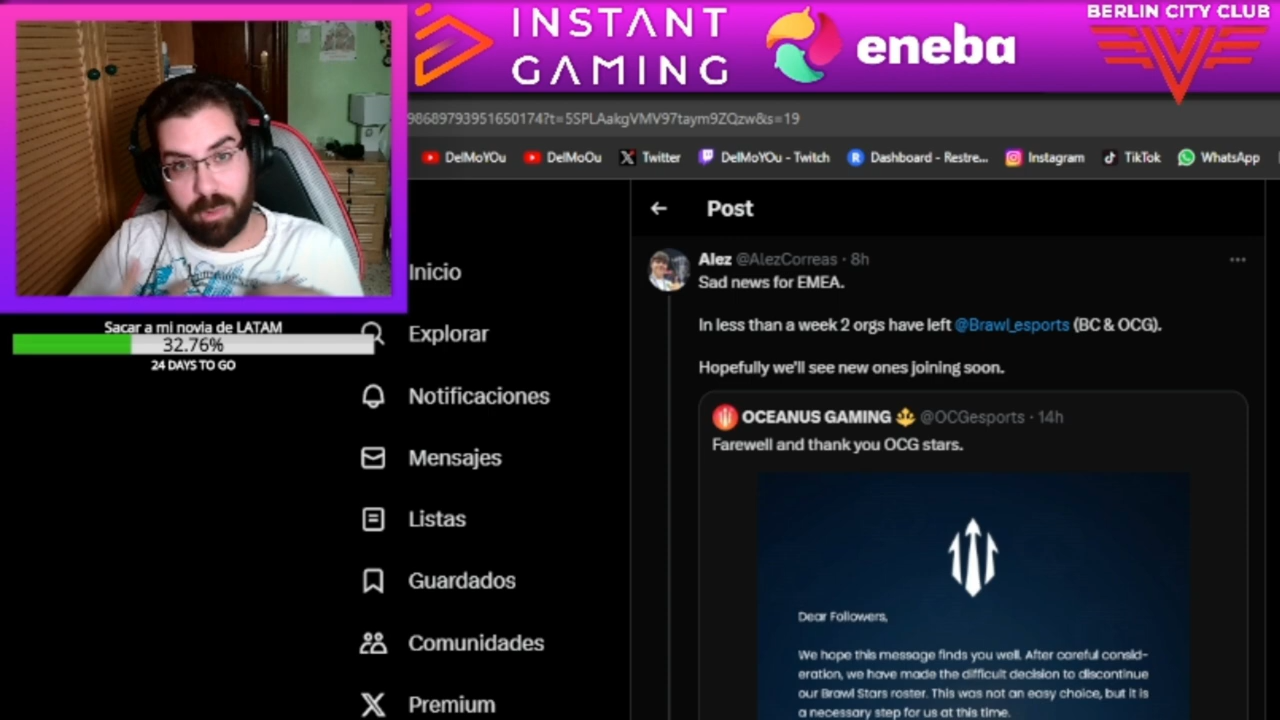 INSTANT
GAMING
eneba
BERLIN CITY CLUB
986897939516501​74?t=5SPLAakgVMV97taym9ZQzw&s=19
DelMoYOu
DelMoOu
Twitter
DelMoYOu - Twitch
Dashboard - Restre...
Instagram
TikTok
WhatsApp
Sacar a mi novia de LATAM
32.76%
24 DAYS TO GO
Inicio
Explorar
Notificaciones
Mensajes
Listas
Guardados
Comunidades
Premium
Post
Alez @AlezCorreas · 8h
Sad news for EMEA.
In less than a week 2 orgs have left @Brawl_esports (BC & OCG).
Hopefully we'll see new ones joining soon.
OCEANUS GAMING @OCGesports · 14h
Farewell and thank you OCG stars.
Dear Followers,
We hope this message finds you well. After careful consid-
eration, we have made the difficult decision to discontinue
our Brawl Stars roster. This was not an easy choice, but it is
a necessary step for us at this time.